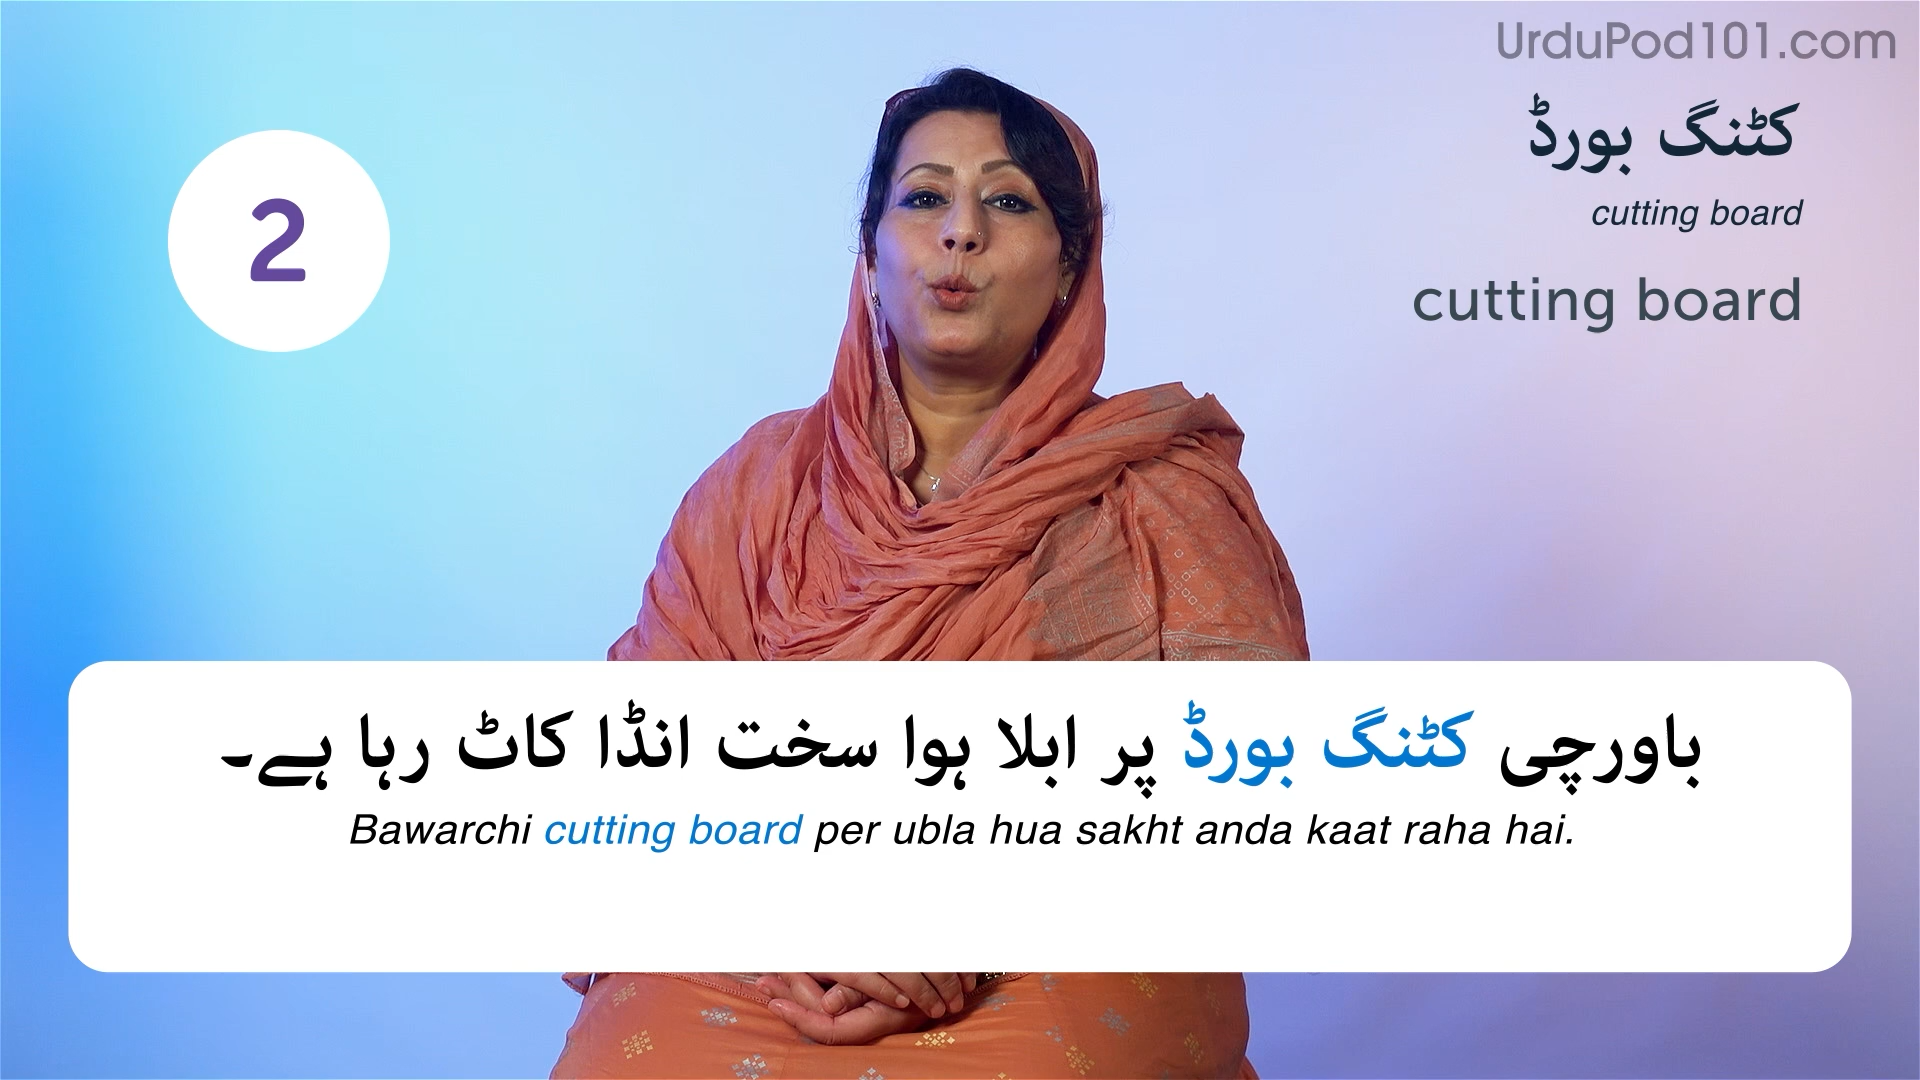 UrduPod101.com
کٹنگ بورڈ
cutting board
cutting board
2
باورچی کٹنگ بورڈ پر ابلا ہوا سخت انڈا کاٹ رہا ہے۔
Bawarchi cutting board per ubla hua sakht anda kaat raha hai.